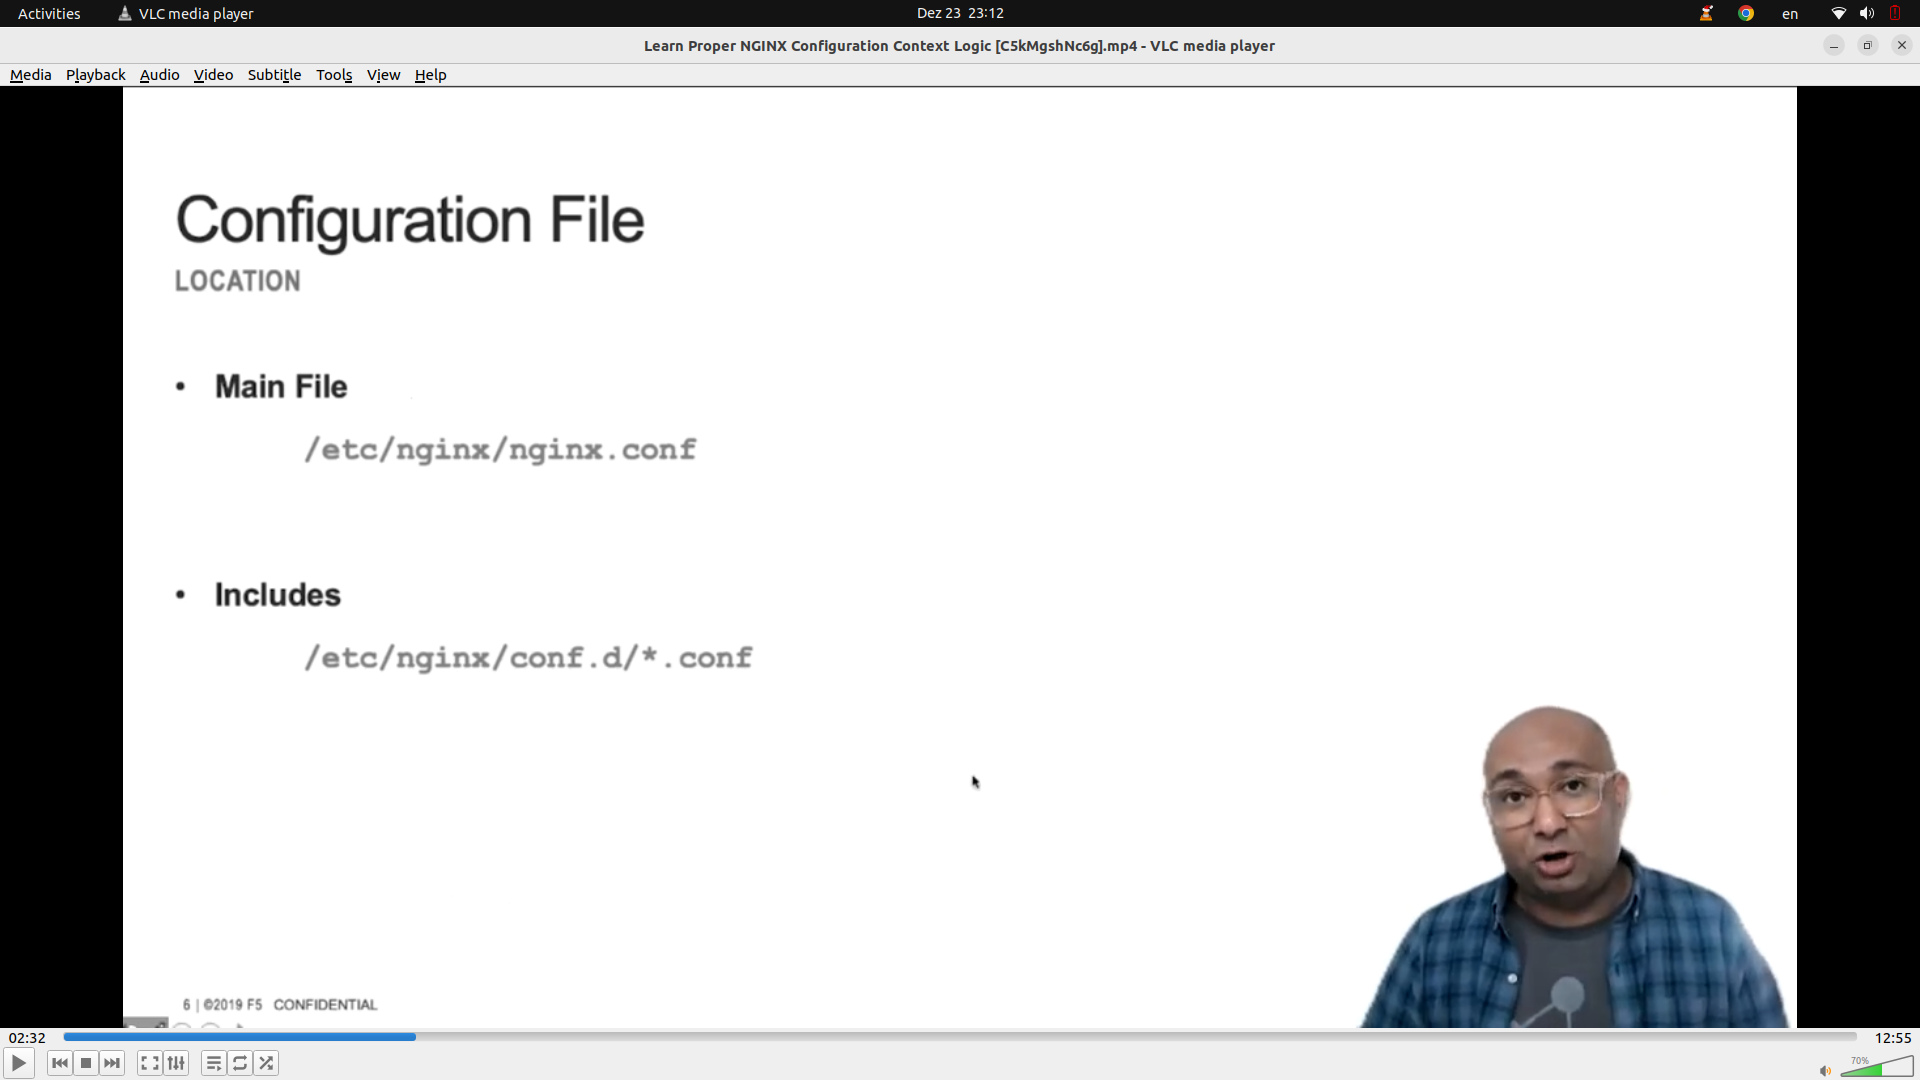 Activities VLC media player Dez 23 23:12 en
Learn Proper NGINX Configuration Context Logic [C5kMgshNc6g].mp4 - VLC media player
Media Playback Audio Video Subtitle Tools View Help
Configuration File
LOCATION
• Main File
/etc/nginx/nginx.conf
• Includes
/etc/nginx/conf.d/*.conf
6 | ©2019 F5 CONFIDENTIAL
02:32 12:55
70%